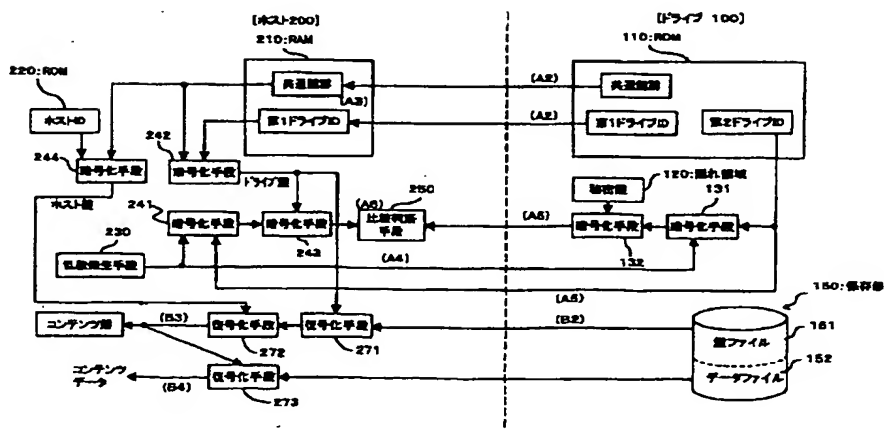 [ホスト200]
[ドライブ 100]
210:RAM
110:ROM
220:ROM
共通鍵群
(A2)
共通鍵群
(A3)
ホストID
第1ドライブID
(A2)
第1ドライブID
第2ドライブID
242
244
暗号化手段
暗号化手段
ドライブ鍵
秘密鍵
120:隠れ領域
131
ホスト鍵
241
(A6)
250
暗号化手段
暗号化手段
比較判断手段
(A5)
暗号化手段
暗号化手段
230
243
132
乱数発生手段
(A4)
(A5)
150:保存部
コンテンツ鍵
(B3)
復号化手段
復号化手段
(B2)
161
272
271
鍵ファイル
152
コンテンツデータ
(B4)
復号化手段
データファイル
273